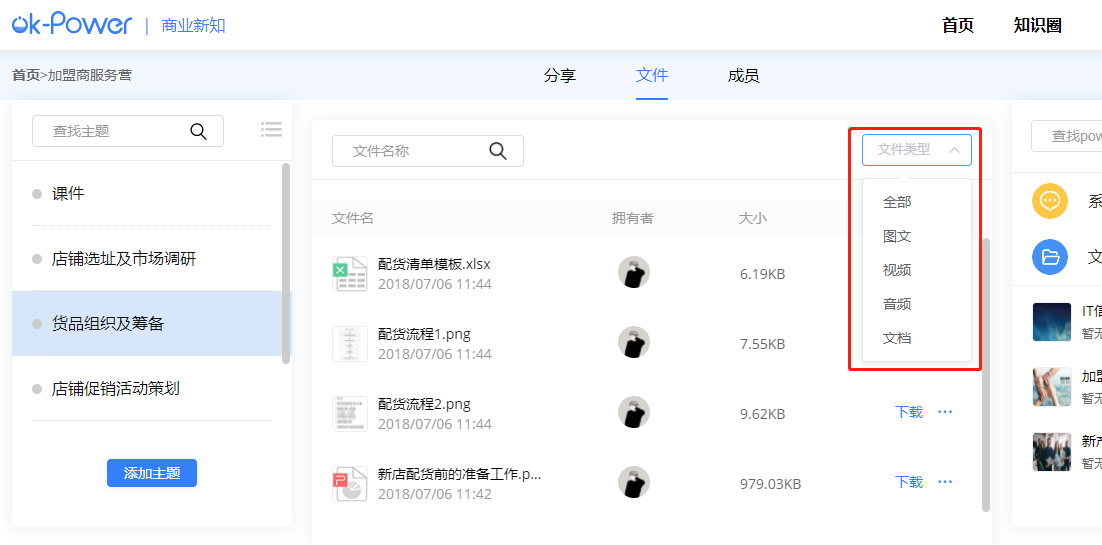 ok-Power | 商业新知
首页 知识圈
首页>加盟商服务营
分享 文件 成员
查找主题
课件
店铺选址及市场调研
货品组织及筹备
店铺促销活动策划
添加主题
文件名称
文件类型
全部
图文
视频
音频
文档
文件名 拥有者 大小
配货清单模板.xlsx
2018/07/06 11:44
6.19KB
配货流程1.png
2018/07/06 11:44
7.55KB
配货流程2.png
2018/07/06 11:44
9.62KB
下载 ···
新店配货前的准备工作.p...
2018/07/06 11:42
979.03KB
下载 ···
查找pow
系
文
IT信
暂无
加盟
暂无
新产
暂无